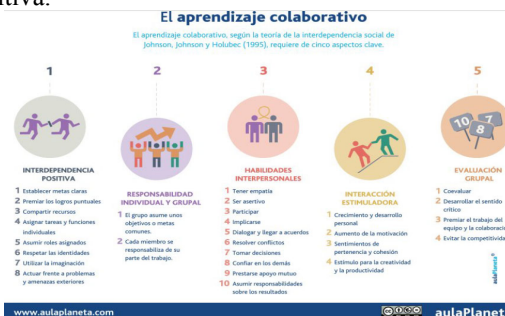 El aprendizaje colaborativo
El aprendizaje colaborativo, según la teoría de la interdependencia social de
Johnson, Johnson y Holubec (1995), requiere de cinco aspectos clave.
1
INTERDEPENDENCIA
POSITIVA
1 Establecer metas claras
2 Premiar los logros puntuales
3 Compartir recursos
4 Asignar tareas y funciones
individuales
5 Asumir roles asignados
6 Respetar las identidades
7 Utilizar la imaginación
8 Actuar frente a problemas
y amenazas exteriores
2
RESPONSABILIDAD
INDIVIDUAL Y GRUPAL
1 El grupo asume unos
objetivos o metas
comunes.
2 Cada miembro se
responsabiliza de su
parte del trabajo.
3
HABILIDADES
INTERPERSONALES
1 Tener empatía
2 Ser asertivo
3 Participar
4 Implicarse
5 Dialogar y llegar a acuerdos
6 Resolver conflictos
7 Tomar decisiones
8 Confiar en los demás
9 Prestarse apoyo mutuo
10 Asumir responsabilidades
sobre los resultados
4
INTERACCIÓN
ESTIMULADORA
1 Crecimiento y desarrollo
personal
2 Aumento de la motivación
3 Sentimientos de
pertenencia y cohesión
4 Estímulo para la creatividad
y la productividad
5
10 7
8
EVALUACIÓN
GRUPAL
1 Coevaluar
2 Desarrollar el sentido
crítico
3 Premiar el trabajo del
equipo y la colaboració
4 Evitar la competitivida
aulaPlaneta
www.aulaplaneta.com
aulaPlanet